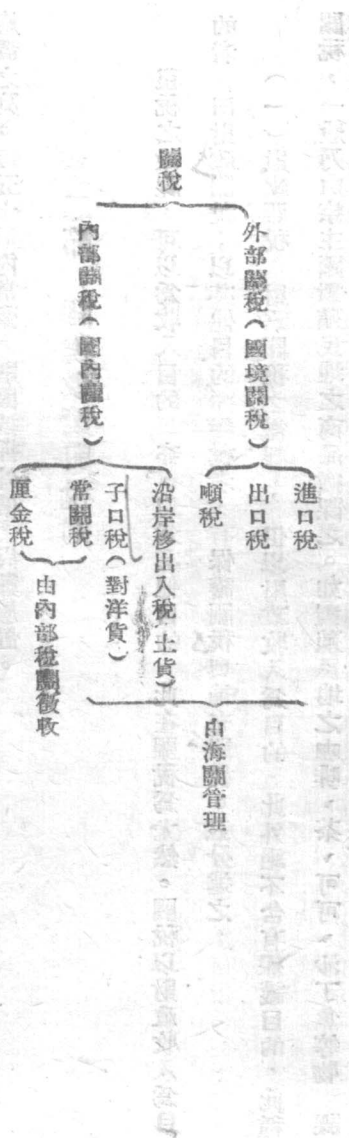 關稅
外部關稅（國境關稅）
進口稅
出口稅
噸稅
內部關稅（國內關稅）
沿岸移出入稅（土貨）
子口稅（對洋貨）
常關稅
厘金稅
由海關管理
由內部稅關徵收